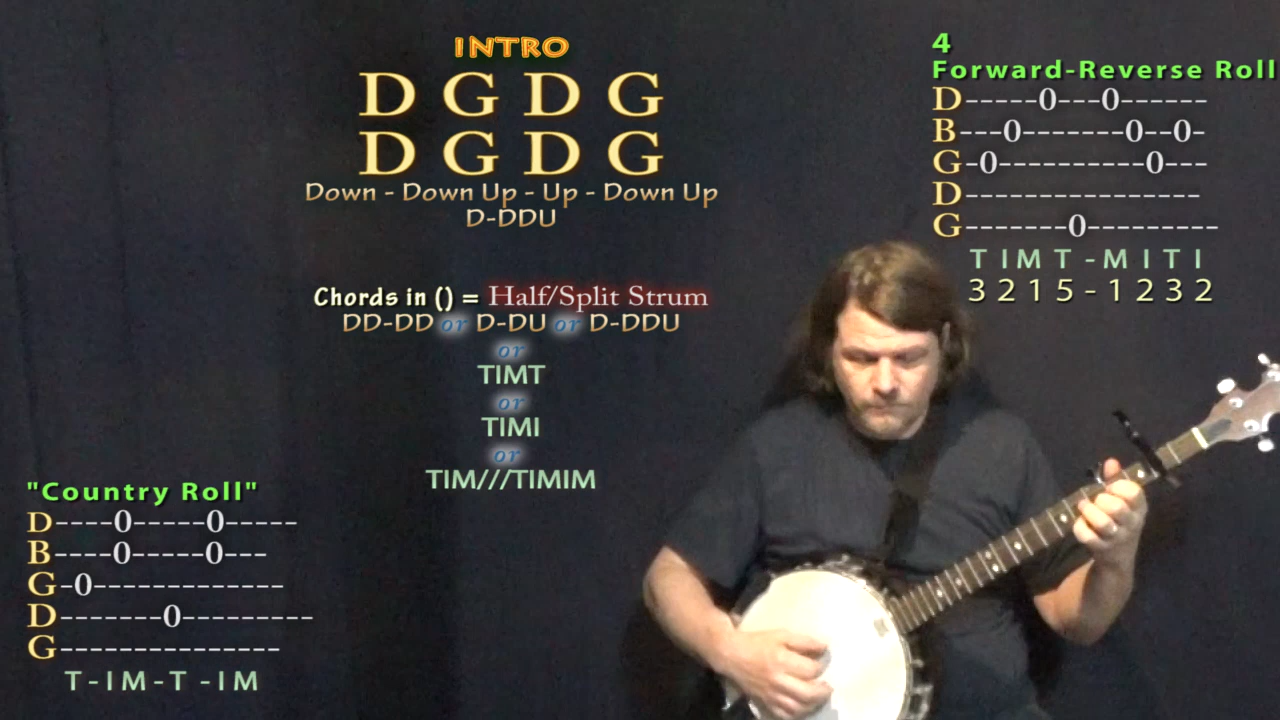 INTRO
D G D G
D G D G
Down - Down Up - Up - Down Up
D-DDU
Chords in () = Half/Split Strum
DD-DD or D-DU or D-DDU
or
TIMT
or
TIMI
or
TIM///TIMIM
4
Forward-Reverse Roll
D-----0---0------
B---0-------0--0-
G-0----------0---
D-----------------
G-------0---------
T I M T - M I T I
3 2 1 5 - 1 2 3 2
"Country Roll"
D----0-----0-----
B----0-----0---
G-0-------------
D------0---------
G---------------
T - I M - T - I M